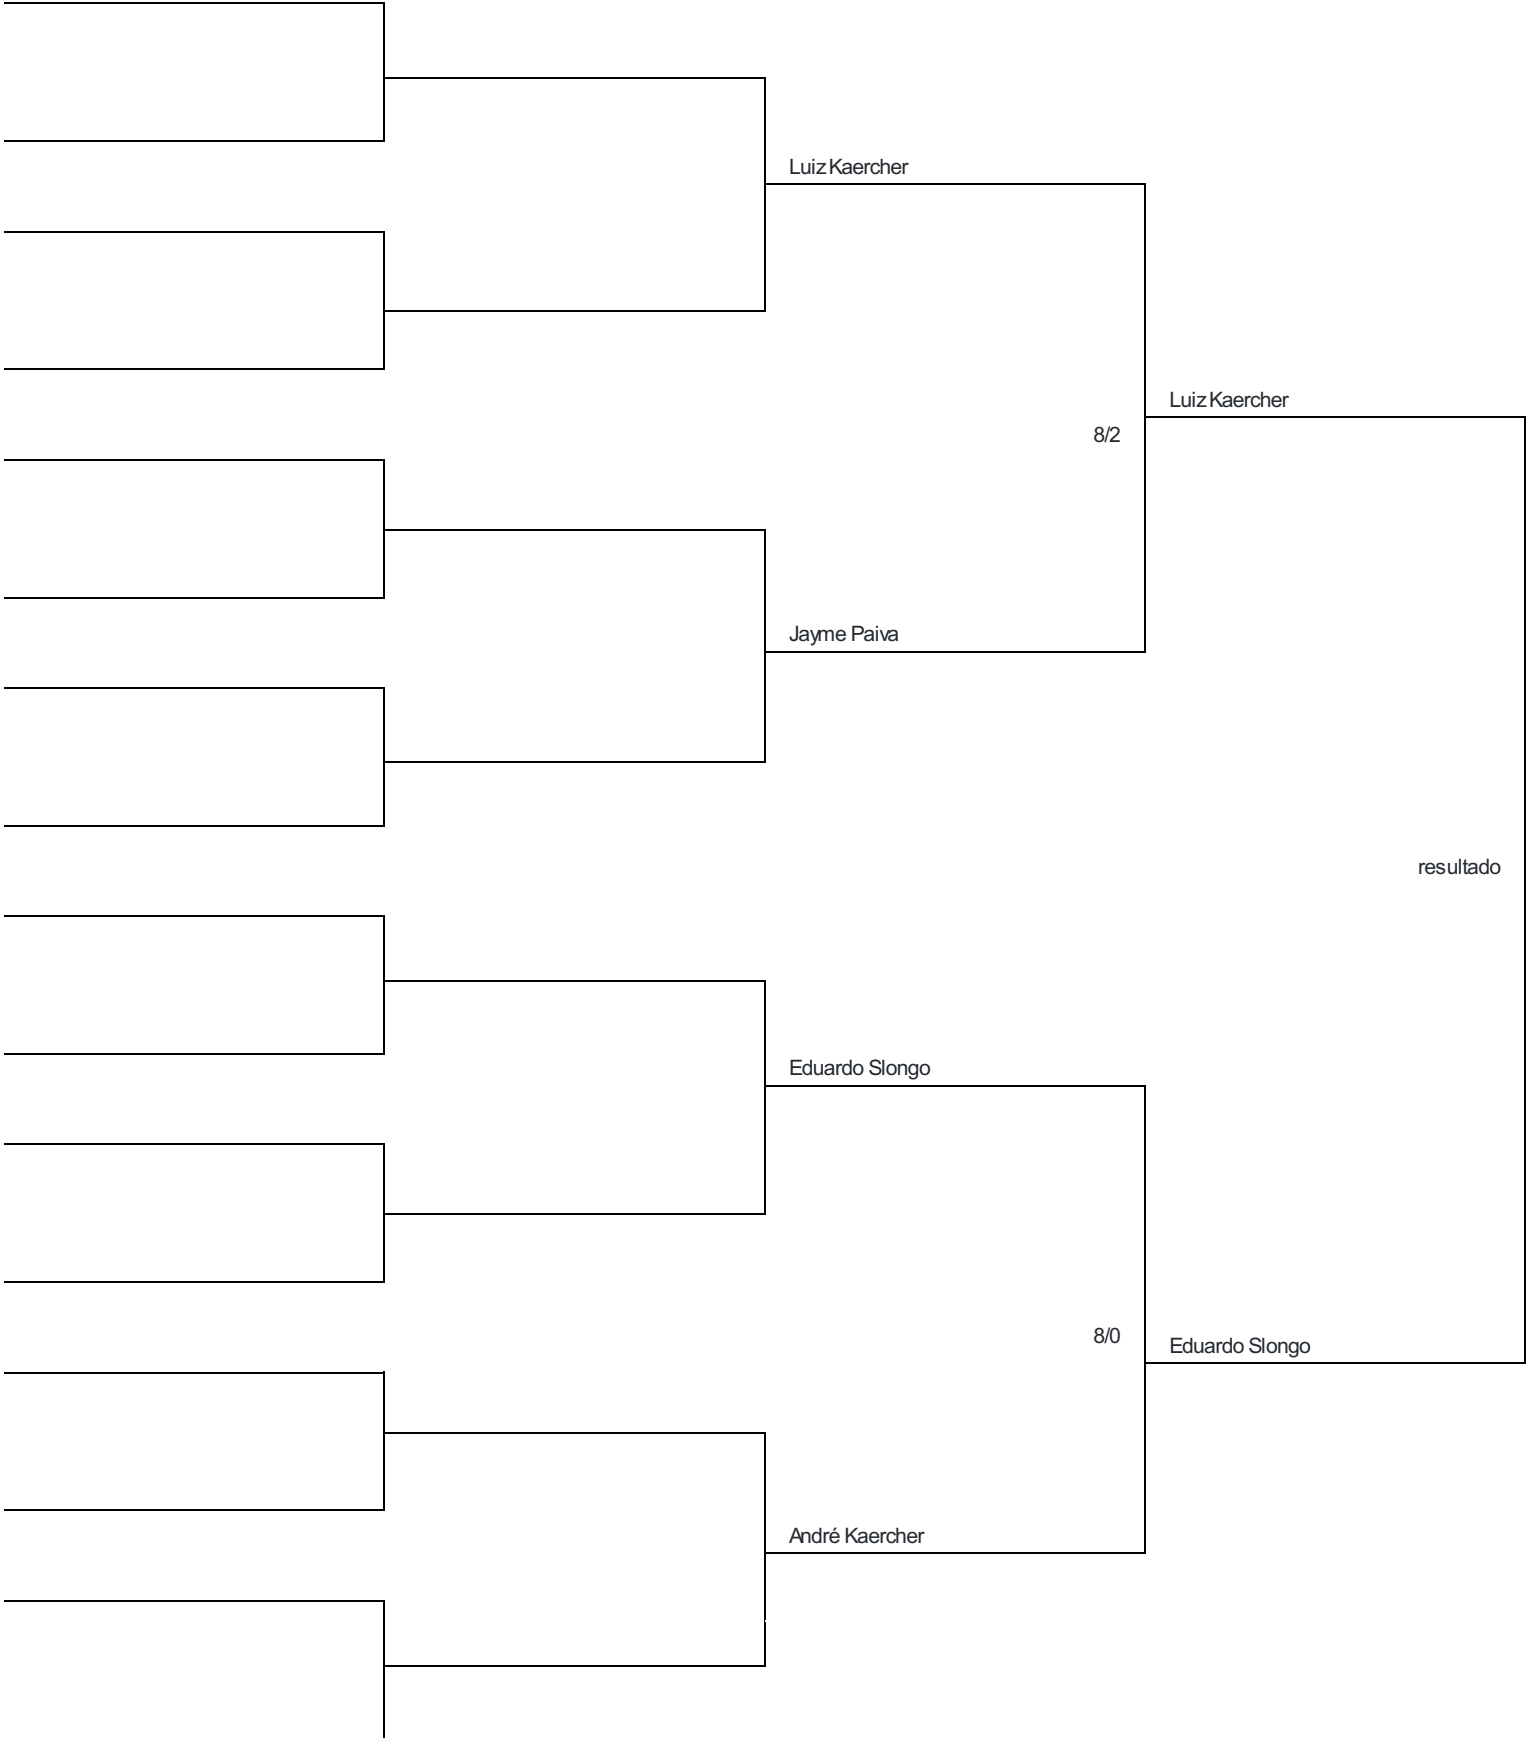 Luiz Kaercher
Luiz Kaercher
8/2
Jayme Paiva
resultado
Eduardo Slongo
8/0
Eduardo Slongo
André Kaercher